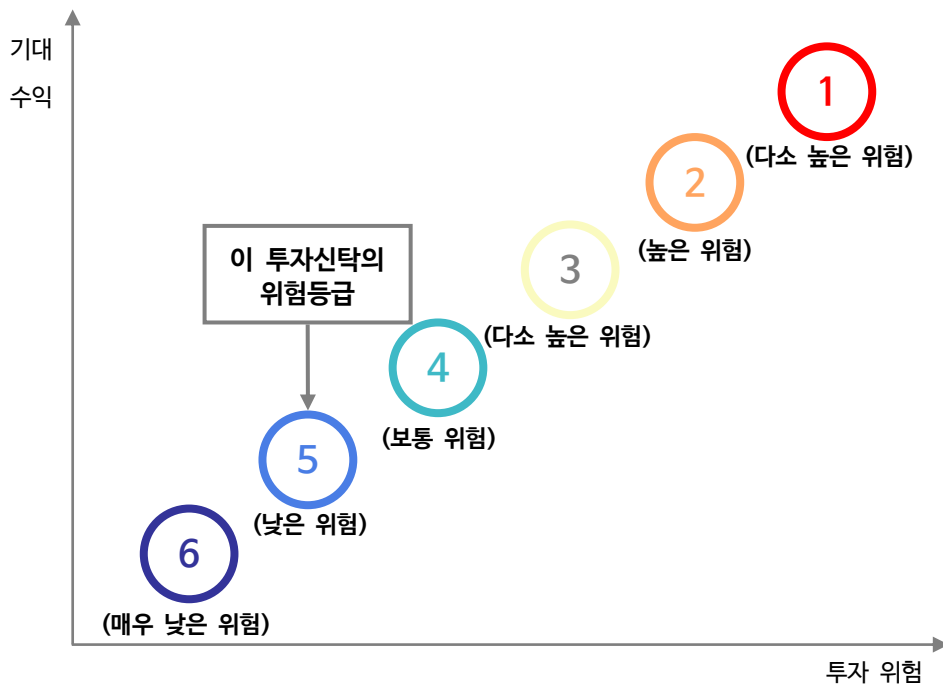 기대
수익
1
(다소 높은 위험)
2
(높은 위험)
3
(다소 높은 위험)
이 투자신탁의
위험등급
4
(보통 위험)
5
(낮은 위험)
6
(매우 낮은 위험)
투자 위험